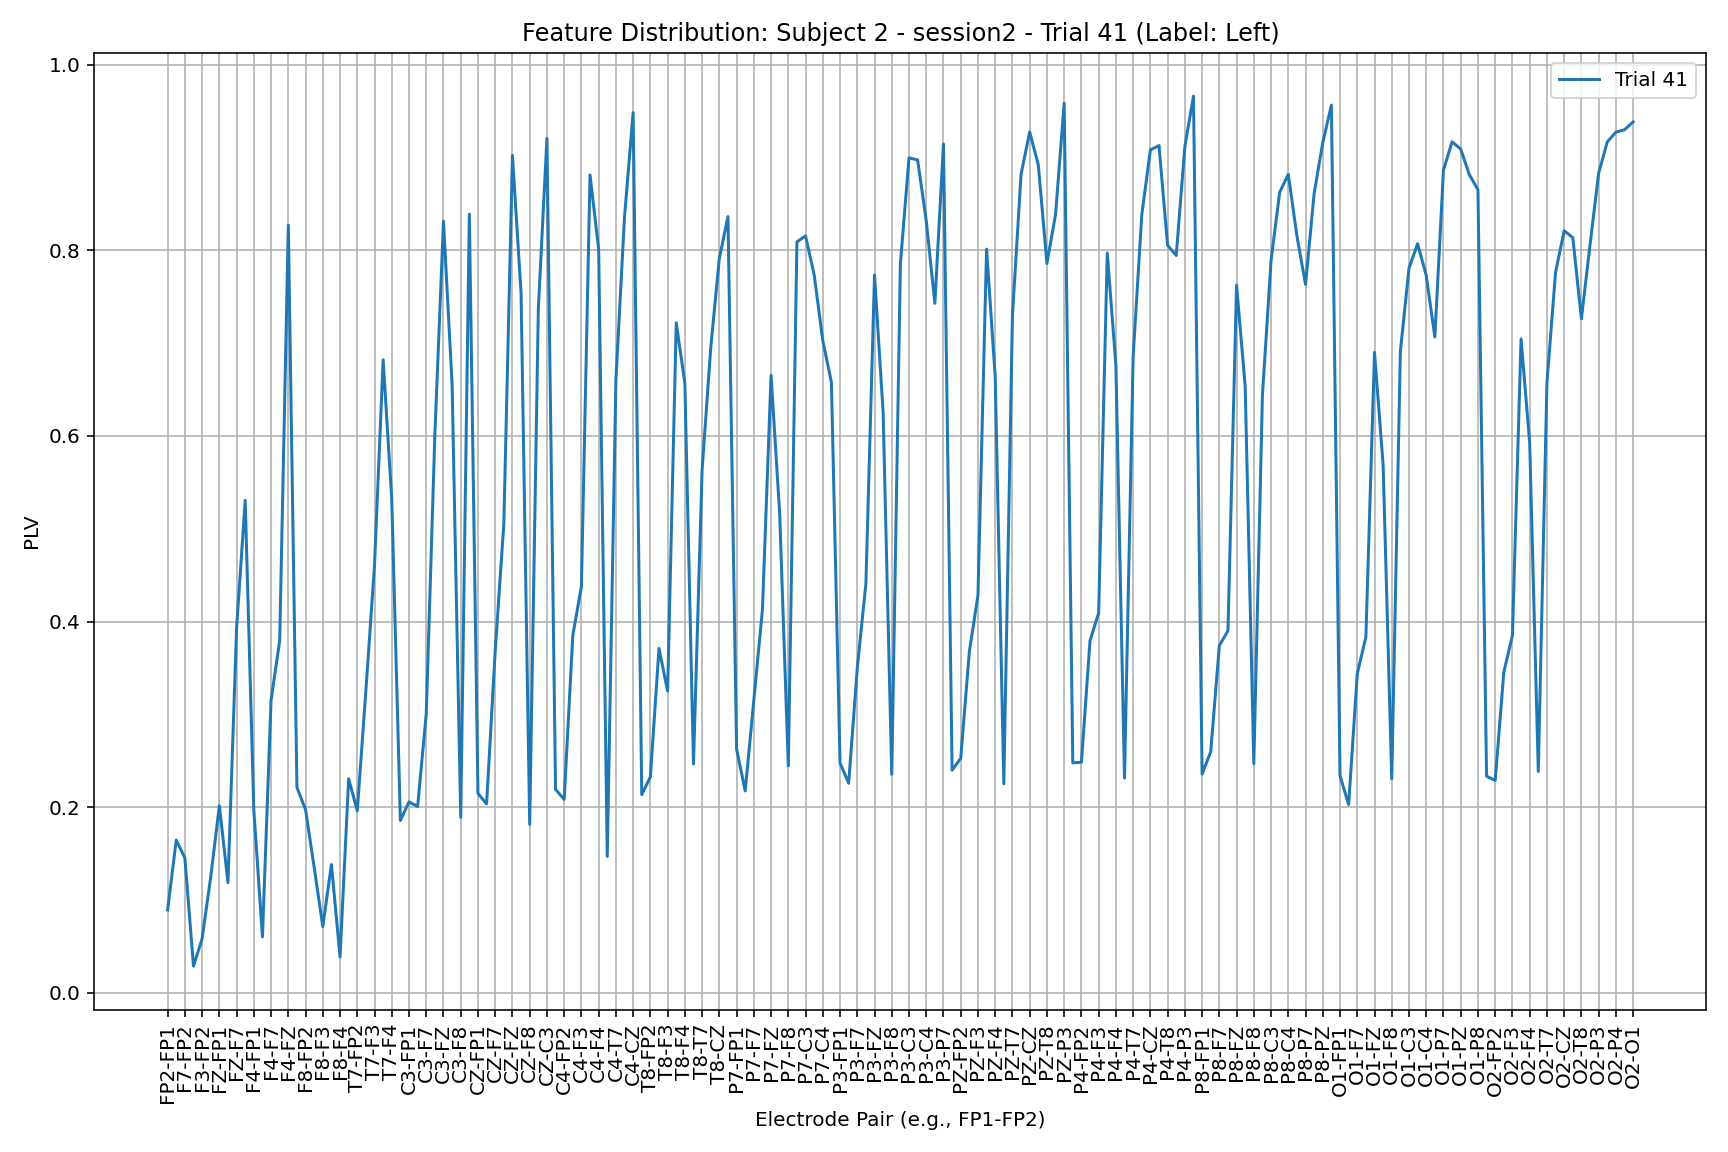 Feature Distribution: Subject 2 - session2 - Trial 41 (Label: Left)
Trial 41
PLV
1.0
0.8
0.6
0.4
0.2
0.0
FP2-FP1
F7-FP2
F3-FP2
FZ-FP1
FZ-F7
F4-FP1
F4-F7
F4-FZ
F8-FP2
F8-F3
F8-F4
T7-FP2
T7-F3
T7-F4
C3-FP1
C3-F7
C3-FZ
C3-F8
CZ-FP1
CZ-F7
CZ-FZ
CZ-F8
CZ-C3
C4-FP2
C4-F3
C4-F4
C4-T7
C4-CZ
T8-FP2
T8-F3
T8-F4
T8-T7
T8-CZ
P7-FP1
P7-F7
P7-FZ
P7-F8
P7-C3
P7-C4
P3-FP1
P3-F7
P3-FZ
P3-F8
P3-C3
P3-C4
P3-P7
PZ-FP2
PZ-F3
PZ-F4
PZ-T7
PZ-CZ
PZ-T8
PZ-P3
P4-FP2
P4-F3
P4-F4
P4-T7
P4-CZ
P4-T8
P4-P3
P8-FP1
P8-F7
P8-FZ
P8-F8
P8-C3
P8-C4
P8-P7
P8-PZ
O1-FP1
O1-F7
O1-FZ
O1-F8
O1-C3
O1-C4
O1-P7
O1-PZ
O1-P8
O2-FP2
O2-F3
O2-F4
O2-T7
O2-CZ
O2-T8
O2-P3
O2-P4
O2-O1
Electrode Pair (e.g., FP1-FP2)